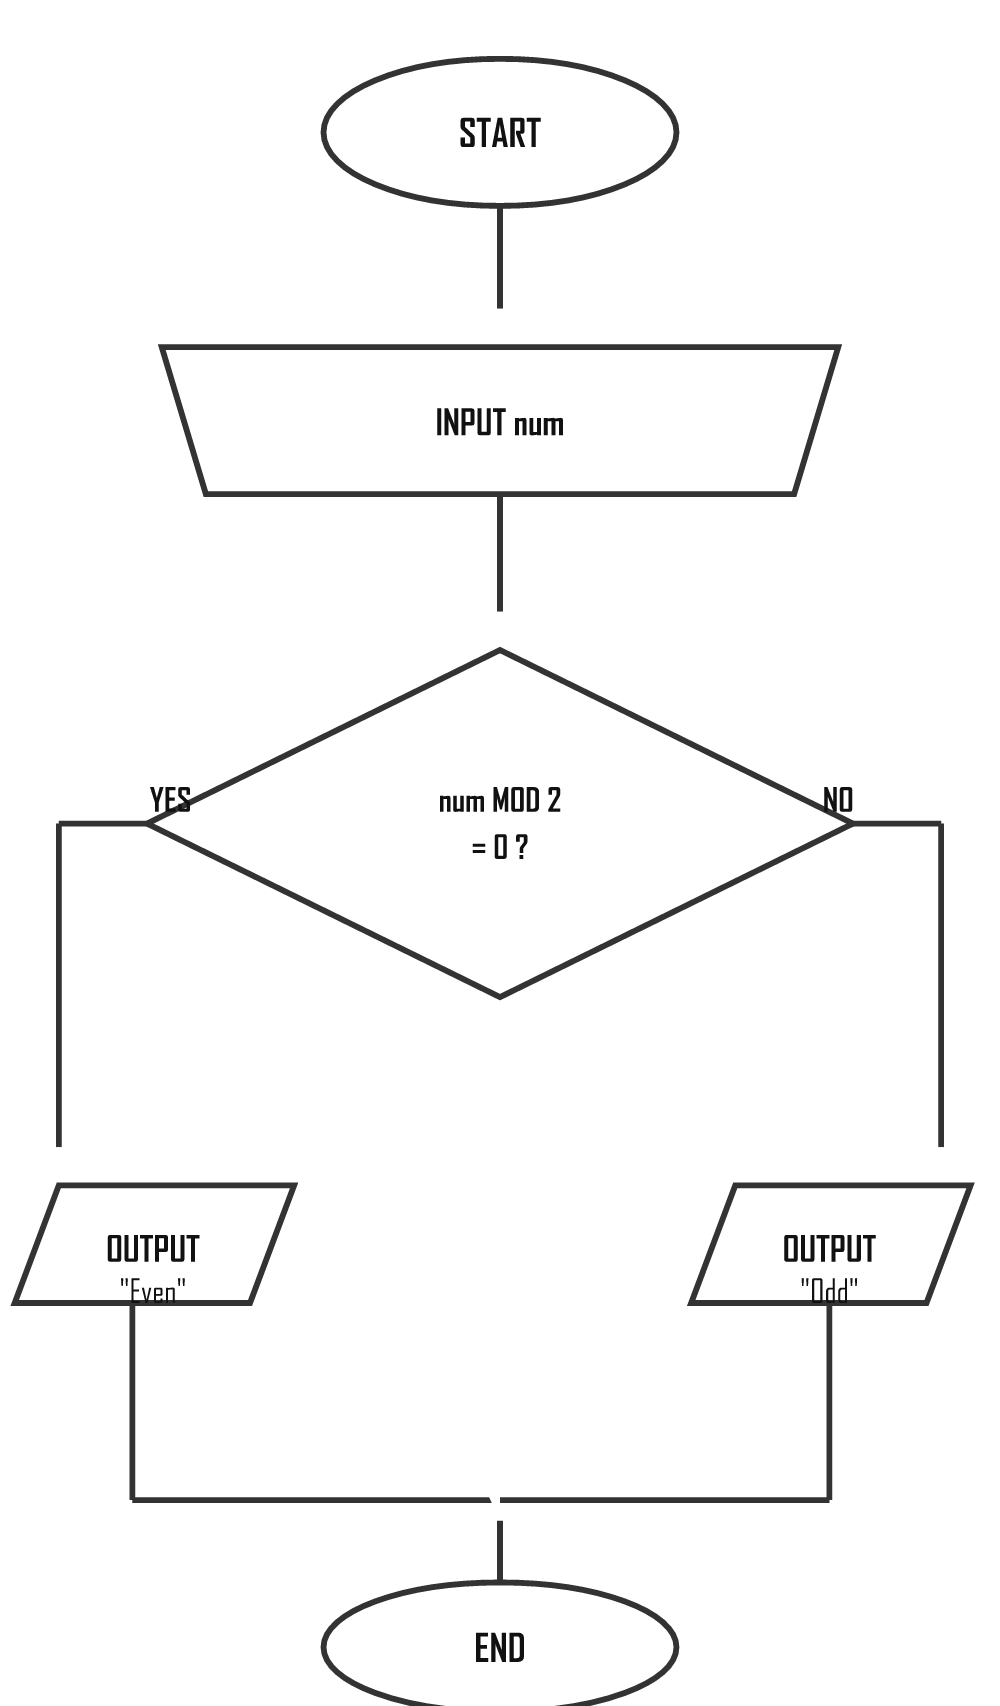 START
INPUT num
YES
num MOD 2
NO
= 0 ?
OUTPUT
"Even"
OUTPUT
"Odd"
END